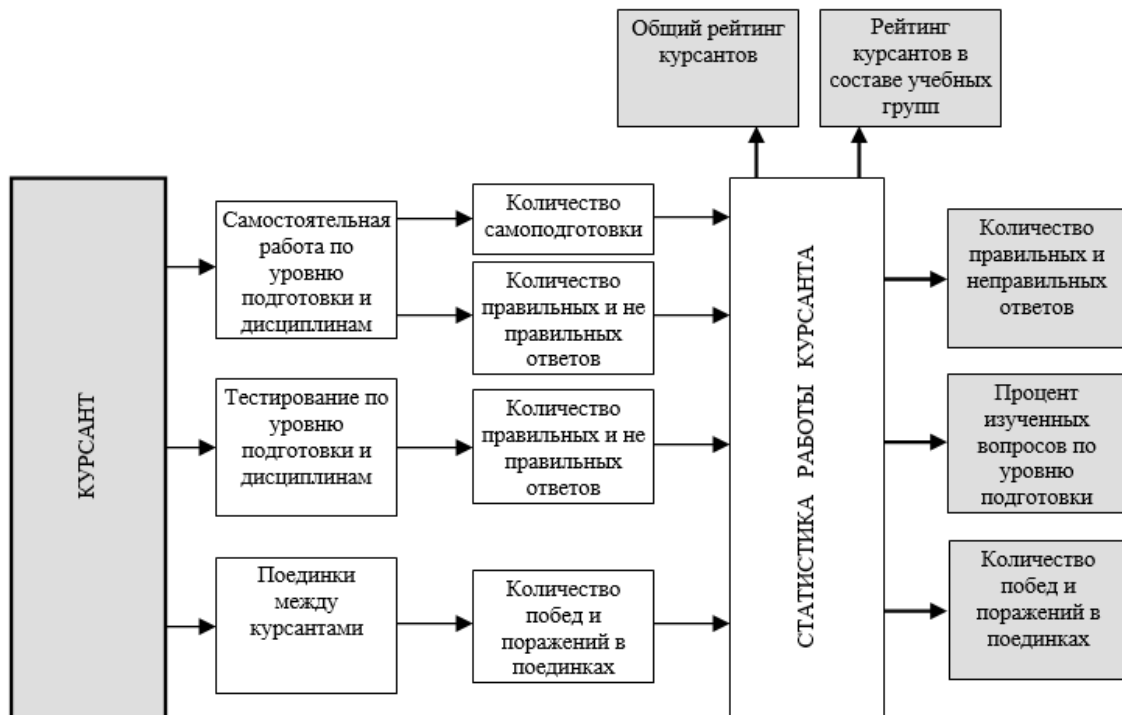 Общий рейтинг
курсантов
Рейтинг
курсантов в
составе учебных
групп
КУРСАНТ
Самостоятельная
работа по
уровню
подготовки и
дисциплинам
Количество
самоподготовки
Количество
правильных и не
правильных
ответов
Тестирование по
уровню
подготовки и
дисциплинам
Количество
правильных и не
правильных
ответов
Поединки
между
курсантами
Количество
побед и
поражений в
поединках
СТАТИСТИКА РАБОТЫ КУРСАНТА
Количество
правильных и
неправильных
ответов
Процент
изученных
вопросов по
уровню
подготовки
Количество
побед и
поражений в
поединках